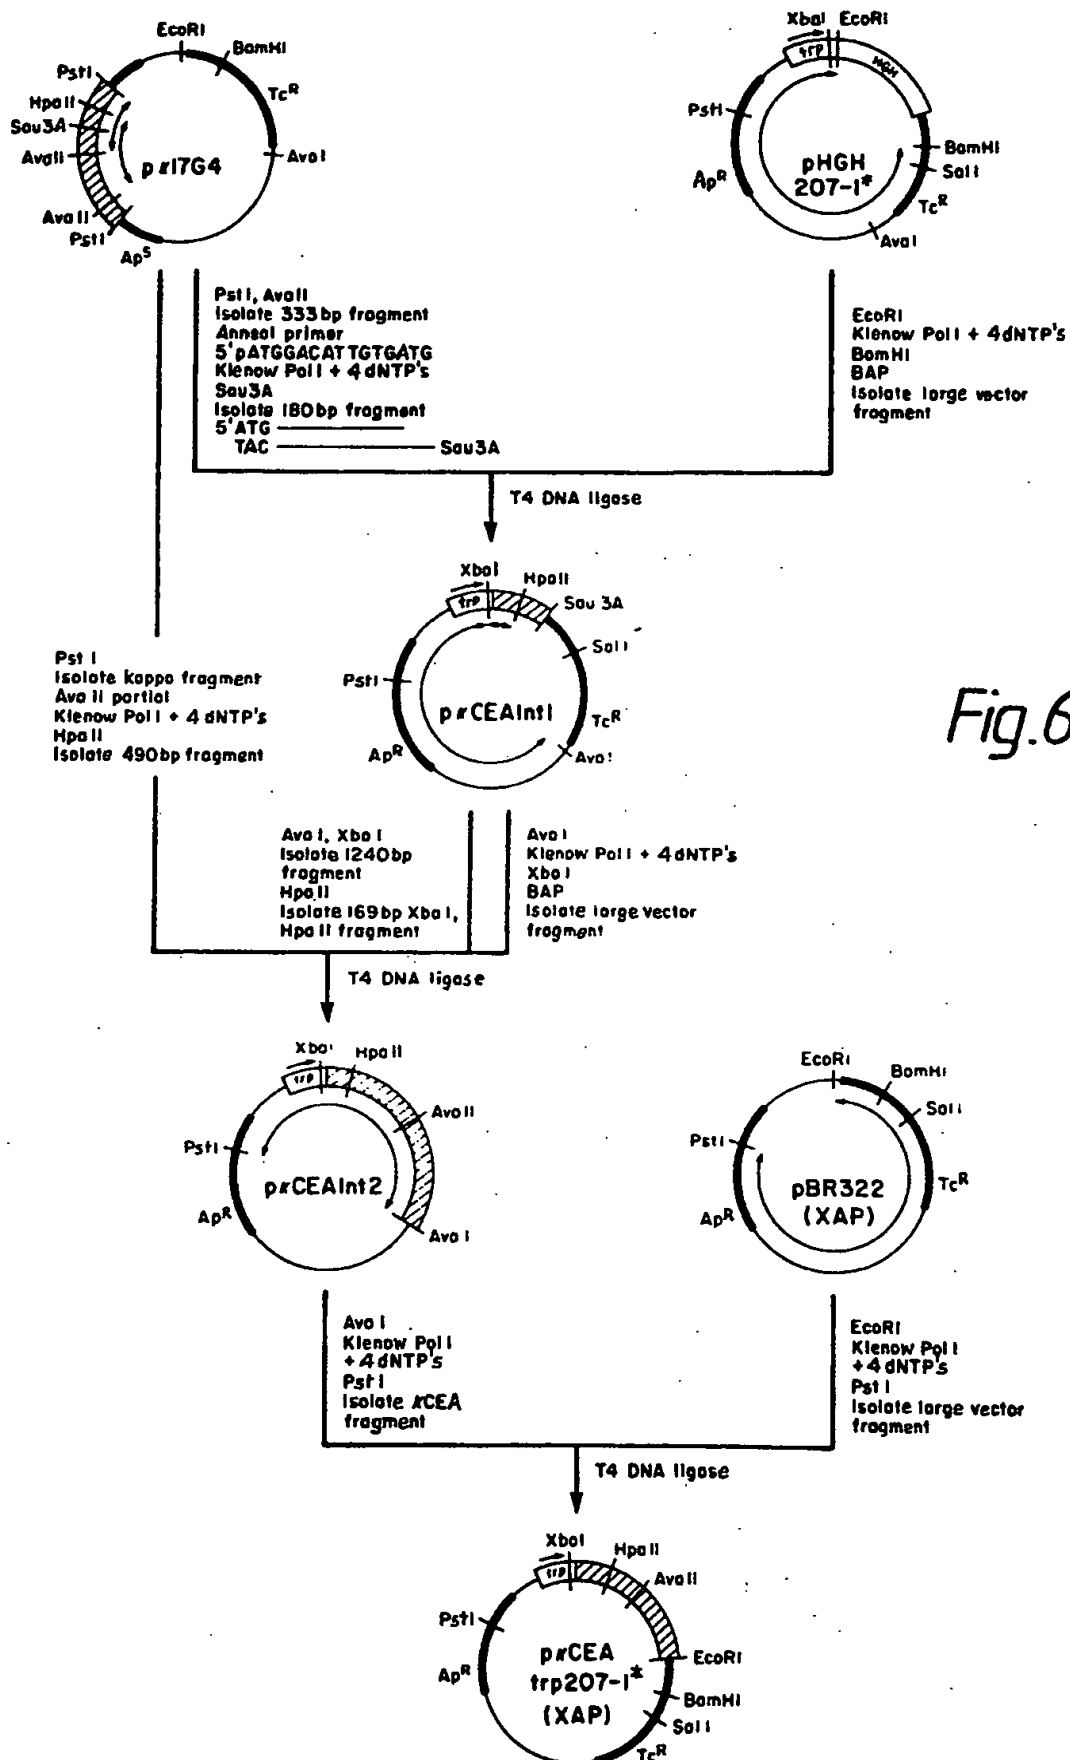 EcoRI
BamHI
PstI
TcR
HpaII
Sau3A
AvaII
pκ17G4
AvaI
AvaII
PstI
ApS
XbaI EcoRI
trp
HGH
PstI
BamHI
pHGH
207-1*
SalI
ApR
TcR
AvaI
PstI, AvaII
Isolate 333bp fragment
Anneal primer
5'pATGGACATTGTGATG
Klenow Pol I + 4 dNTP's
Sau3A
Isolate 180bp fragment
5'ATG
TAC Sau3A
EcoRI
Klenow Pol I + 4dNTP's
BamHI
BAP
Isolate large vector
fragment
T4 DNA ligase
XbaI
HpaII
trp
Sau 3A
SalI
PstI
pκCEAInt1
TcR
ApR
AvaI
Fig.6
Pst I
Isolate kappa fragment
Ava II partial
Klenow Pol I + 4 dNTP's
HpaII
Isolate 490bp fragment
Ava I, Xba I
Isolate 1240bp
fragment
HpaII
Isolate 169bp Xba I,
Hpa II fragment
Ava I
Klenow Pol I + 4dNTP's
XbaI
BAP
Isolate large vector
fragment
T4 DNA ligase
XbaI
HpaII
trp
AvaII
PstI
pκCEAInt2
ApR
Ava I
EcoRI
BamHI
SalI
PstI
pBR322
(XAP)
TcR
ApR
Ava I
Klenow Pol I
+ 4dNTP's
Pst I
Isolate κCEA
fragment
EcoRI
Klenow Pol I
+4dNTP's
Pst I
Isolate large vector
fragment
T4 DNA ligase
XbaI
HpaII
trp
AvaII
PstI
pκCEA
trp207-1*
(XAP)
EcoRI
ApR
BamHI
SalI
TcR